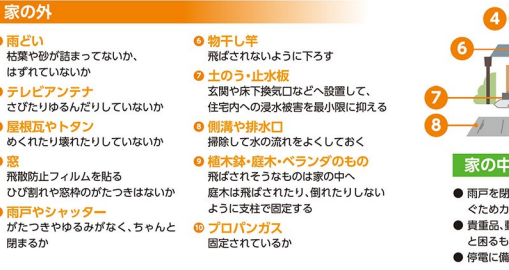 家の外
雨どい
枯葉や砂が詰まってないか、
はずれていないか
テレビアンテナ
さびたりゆるんだりしていないか
屋根瓦やトタン
めくれたり壊れたりしていないか
窓
飛散防止フィルムを貼る
ひび割れや窓枠のがたつきはないか
雨戸やシャッター
がたつきやゆるみがなく、ちゃんと
閉まるか
❻ 物干し竿
飛ばされないように下ろす
❼ 土のう・止水板
玄関や床下換気口などへ設置して、
住宅内への浸水被害を最小限に抑える
❽ 側溝や排水口
掃除して水の流れをよくしておく
❾ 植木鉢・庭木・ベランダのもの
飛ばされそうなものは家の中へ
庭木は飛ばされたり、倒れたりしない
ように支柱で固定する
❿ プロパンガス
固定されているか
4
6
7
8
家の中
● 雨戸を閉
ぐためカ
● 貴重品、
と困るも
● 停電に備